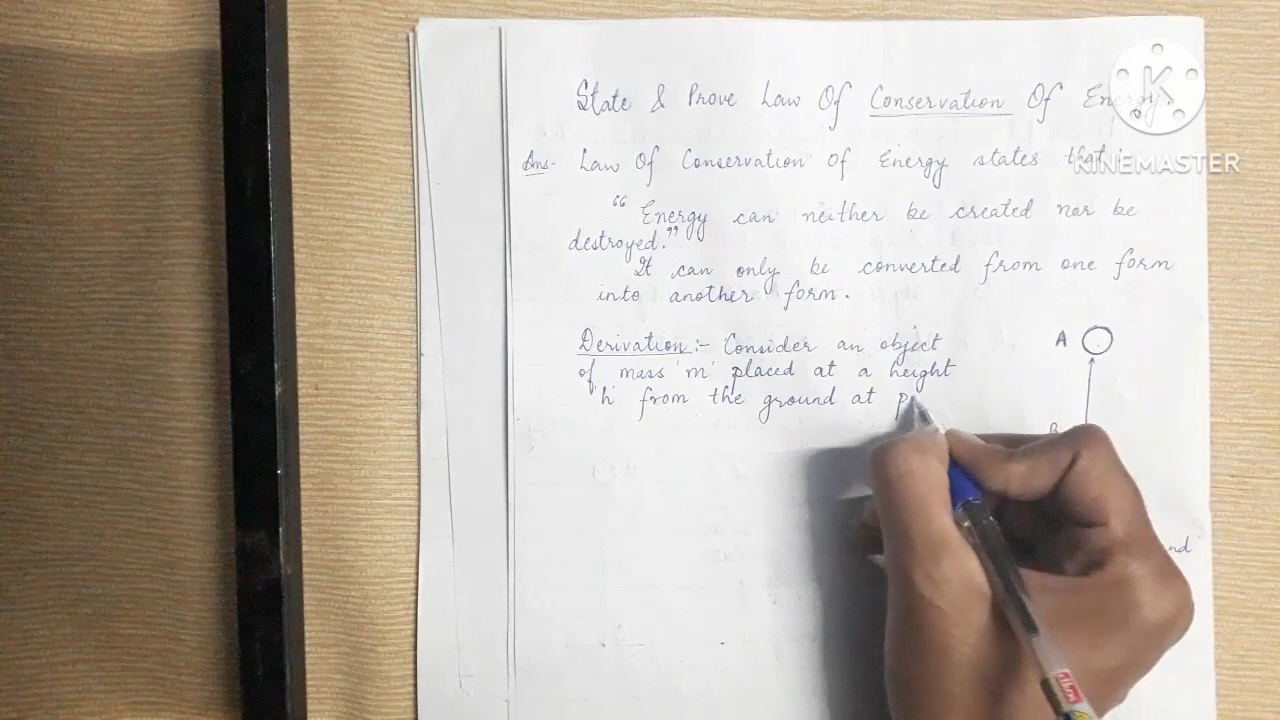 State & Prove Law Of Conservation Of Energy.
Ans- Law Of Conservation Of Energy states that
KINEMASTER
"Energy can neither be created nor be
destroyed."
It can only be converted from one form
into another form.
Derivation:- Consider an object
of mass 'm' placed at a height
'h' from the ground at p
A
B